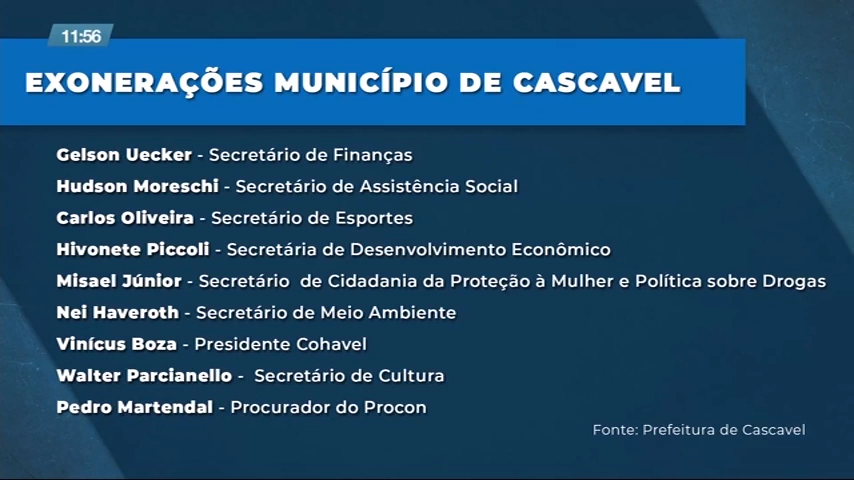 11:56
EXONERAÇÕES MUNICÍPIO DE CASCAVEL
Gelson Uecker - Secretário de Finanças
Hudson Moreschi - Secretário de Assistência Social
Carlos Oliveira - Secretário de Esportes
Hivonete Piccoli - Secretária de Desenvolvimento Econômico
Misael Júnior - Secretário de Cidadania da Proteção à Mulher e Política sobre Drogas
Nei Haveroth - Secretário de Meio Ambiente
Vinícus Boza - Presidente Cohavel
Walter Parcianello - Secretário de Cultura
Pedro Martendal - Procurador do Procon
Fonte: Prefeitura de Cascavel